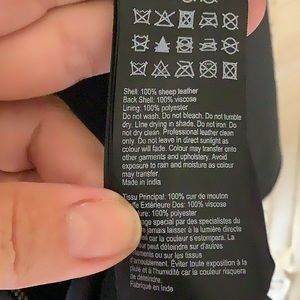 Shell: 100% sheep leather
Back Shell: 100% viscose
Lining: 100% polyester
Do not wash. Do not bleach. Do not tumble
dry. Line drying in shade. Do not iron. Do
not dry clean. Professional leather clean
only. Do not leave in direct sunlight as
colour will fade. Colour may transfer onto
other garments and upholstery. Avoid
exposure to rain and moisture as colour
may transfer.
Made in India
Tissu Principal: 100% cuir de mouton
Extérieure Dos: 100% viscose
100% polyester
spécial par des spécialistes du
jamais laisser à la lumière directe
car la couleur s'estompera. La
peut déteindre sur d'autres
et les tissus
d'ameublement. Éviter toute exposition à la
pluie et à l'humidité car la couleur risquera
de déteindre.
Fabriqué en Inde